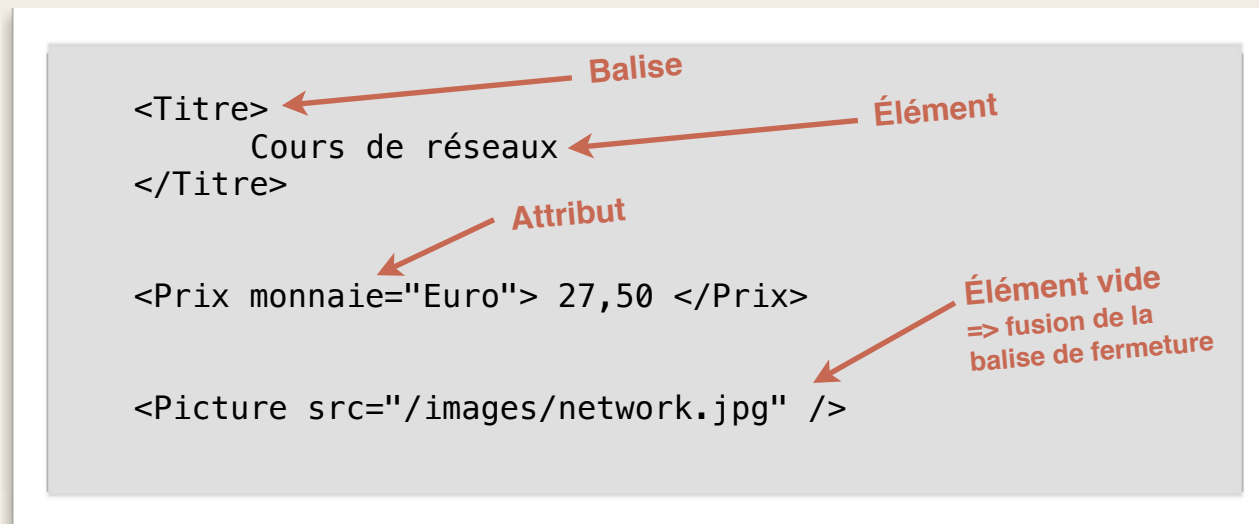 Balise
<Titre>
Élément
Cours de réseaux
</Titre>
Attribut
<Prix monnaie="Euro"> 27,50 </Prix>
Élément vide
=> fusion de la
balise de fermeture
<Picture src="/images/network.jpg" />